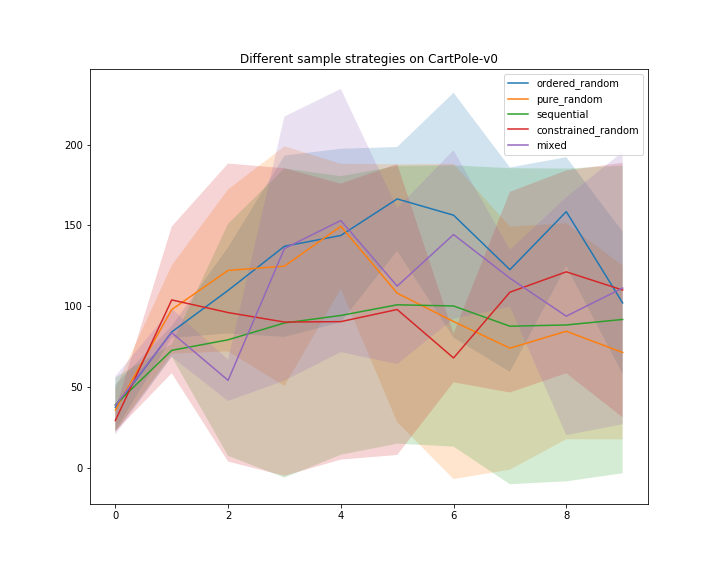 Different sample strategies on CartPole-v0
ordered_random
pure_random
sequential
constrained_random
mixed
200
150
100
50
0
0 2 4 6 8